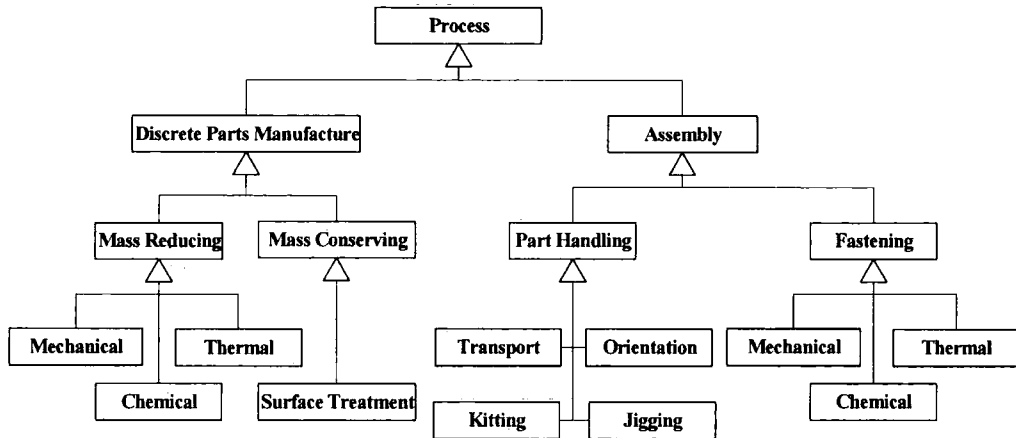 Process
Discrete Parts Manufacture
Assembly
Mass Reducing
Mass Conserving
Part Handling
Fastening
Mechanical
Thermal
Transport
Orientation
Mechanical
Thermal
Chemical
Surface Treatment
Kitting
Jigging
Chemical